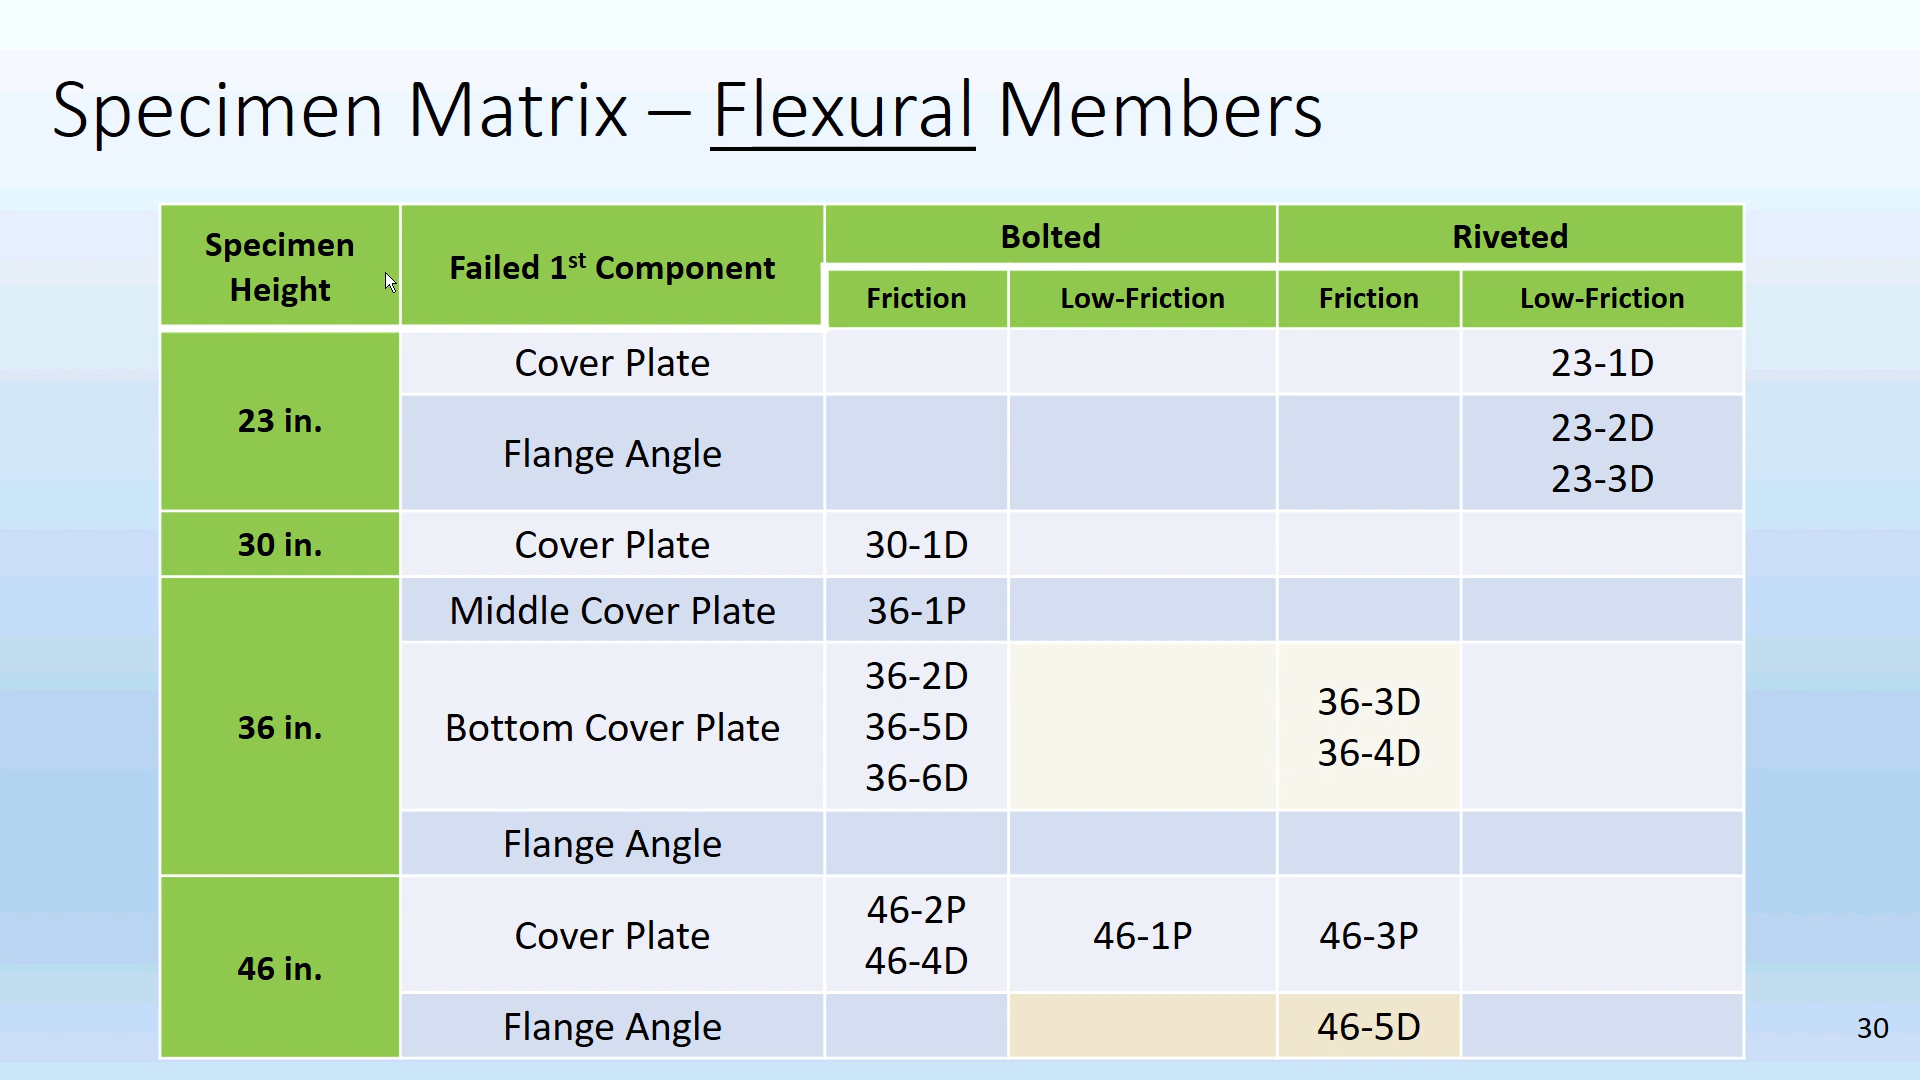 Specimen Matrix – Flexural Members
Specimen
Height
Failed 1st Component
Bolted
Riveted
Friction
Low-Friction
Friction
Low-Friction
23 in.
Cover Plate
23-1D
Flange Angle
23-2D
23-3D
30 in.
Cover Plate
30-1D
36 in.
Middle Cover Plate
36-1P
Bottom Cover Plate
36-2D
36-5D
36-6D
36-3D
36-4D
Flange Angle
46 in.
Cover Plate
46-2P
46-4D
46-1P
46-3P
Flange Angle
46-5D
30